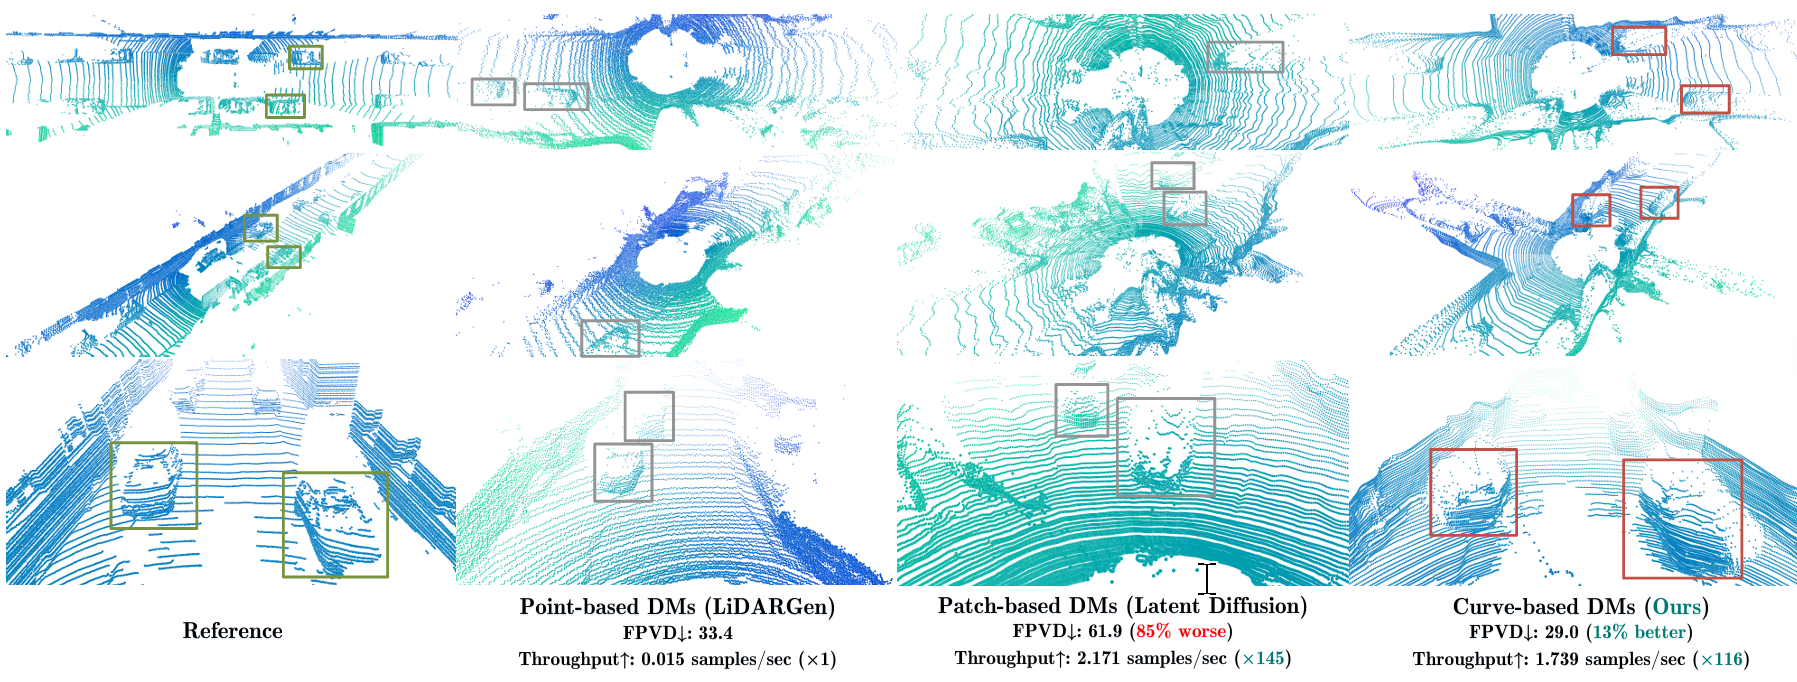 Reference
Point-based DMs (LiDARGen)
FPVD↓: 33.4
Throughput↑: 0.015 samples/sec (×1)
Patch-based DMs (Latent Diffusion)
FPVD↓: 61.9 (85% worse)
Throughput↑: 2.171 samples/sec (×145)
Curve-based DMs (Ours)
FPVD↓: 29.0 (13% better)
Throughput↑: 1.739 samples/sec (×116)